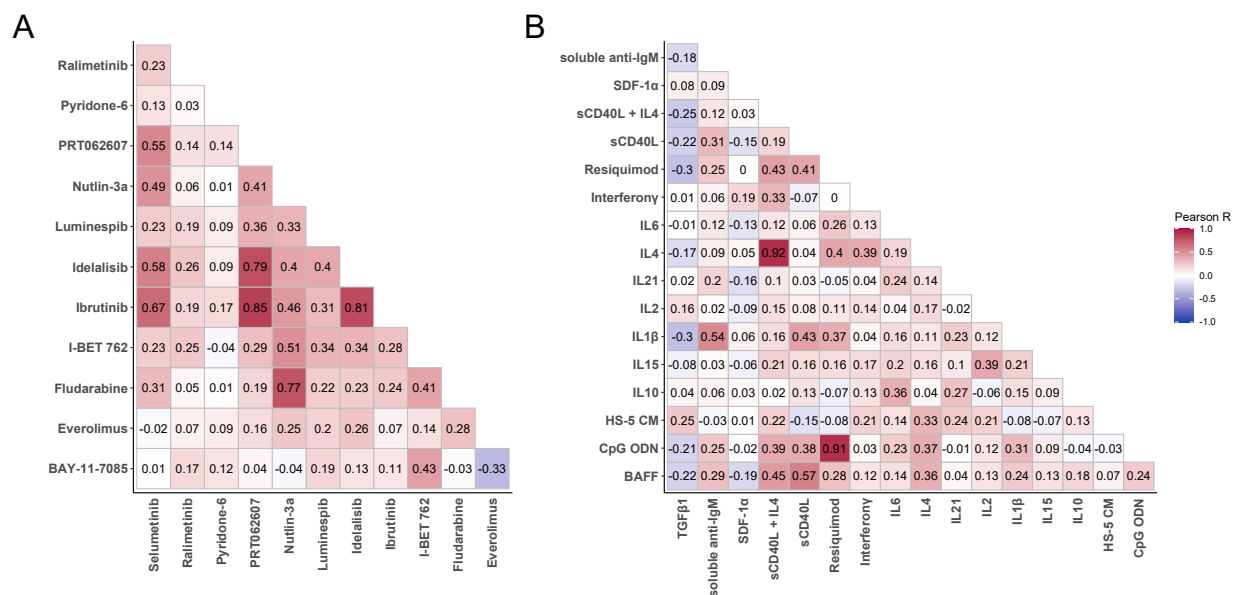 A
Ralimetinib 0.23
Pyridone-6 0.13 0.03
PRT062607 0.55 0.14 0.14
Nutlin-3a 0.49 0.06 0.01 0.41
Luminespib 0.23 0.19 0.09 0.36 0.33
Idelalisib 0.58 0.26 0.09 0.79 0.4 0.4
Ibrutinib 0.67 0.19 0.17 0.85 0.46 0.31 0.81
I-BET 762 0.23 0.25 -0.04 0.29 0.51 0.34 0.34 0.28
Fludarabine 0.31 0.05 0.01 0.19 0.77 0.22 0.23 0.24 0.41
Everolimus -0.02 0.07 0.09 0.16 0.25 0.2 0.26 0.07 0.14 0.28
BAY-11-7085 0.01 0.17 0.12 0.04 -0.04 0.19 0.13 0.11 0.43 -0.03 -0.33
Selumetinib Ralimetinib Pyridone-6 PRT062607 Nutlin-3a Luminespib Idelalisib Ibrutinib I-BET 762 Fludarabine Everolimus
B
soluble anti-IgM -0.18
SDF-1α 0.08 0.09
sCD40L + IL4 -0.25 0.12 0.03
sCD40L -0.22 0.31 -0.15 0.19
Resiquimod -0.3 0.25 0 0.43 0.41
Interferonγ 0.01 0.06 0.19 0.33 -0.07 0
IL6 -0.01 0.12 -0.13 0.12 0.06 0.26 0.13
IL4 -0.17 0.09 0.05 0.92 0.04 0.4 0.39 0.19
IL21 0.02 0.2 -0.16 0.1 0.03 -0.05 0.04 0.24 0.14
IL2 0.16 0.02 -0.09 0.15 0.08 0.11 0.14 0.04 0.17 -0.02
IL1β -0.3 0.54 0.06 0.16 0.43 0.37 0.04 0.16 0.11 0.23 0.12
IL15 -0.08 0.03 -0.06 0.21 0.16 0.16 0.17 0.2 0.16 0.1 0.39 0.21
IL10 0.04 0.06 0.03 0.02 0.13 -0.07 0.13 0.36 0.04 0.27 -0.06 0.15 0.09
HS-5 CM 0.25 -0.03 0.01 0.22 -0.15 -0.08 0.21 0.14 0.33 0.24 0.21 -0.08 -0.07 0.13
CpG ODN -0.21 0.25 -0.02 0.39 0.38 0.91 0.03 0.23 0.37 -0.01 0.12 0.31 0.09 -0.04 -0.03
BAFF -0.22 0.29 -0.19 0.45 0.57 0.28 0.12 0.14 0.36 0.04 0.13 0.24 0.13 0.18 0.07 0.24
TGFβ1 soluble anti-IgM SDF-1α sCD40L + IL4 sCD40L Resiquimod Interferonγ IL6 IL4 IL21 IL2 IL1β IL15 IL10 HS-5 CM CpG ODN
Pearson R
1.0
0.5
0.0
-0.5
-1.0